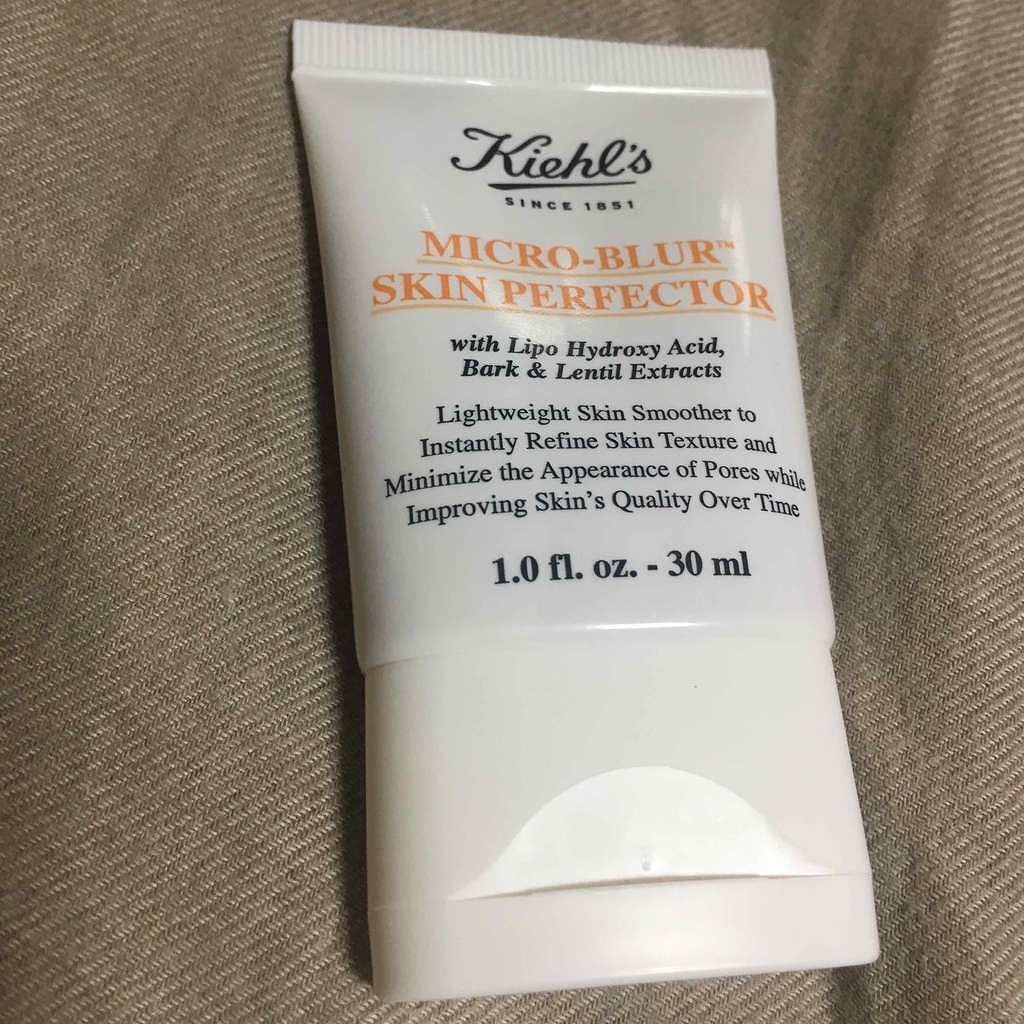 Kiehl's
SINCE 1851
MICRO-BLUR™
SKIN PERFECTOR
with Lipo Hydroxy Acid,
Bark & Lentil Extracts
Lightweight Skin Smoother to
Instantly Refine Skin Texture and
Minimize the Appearance of Pores while
Improving Skin's Quality Over Time
1.0 fl. oz. - 30 ml